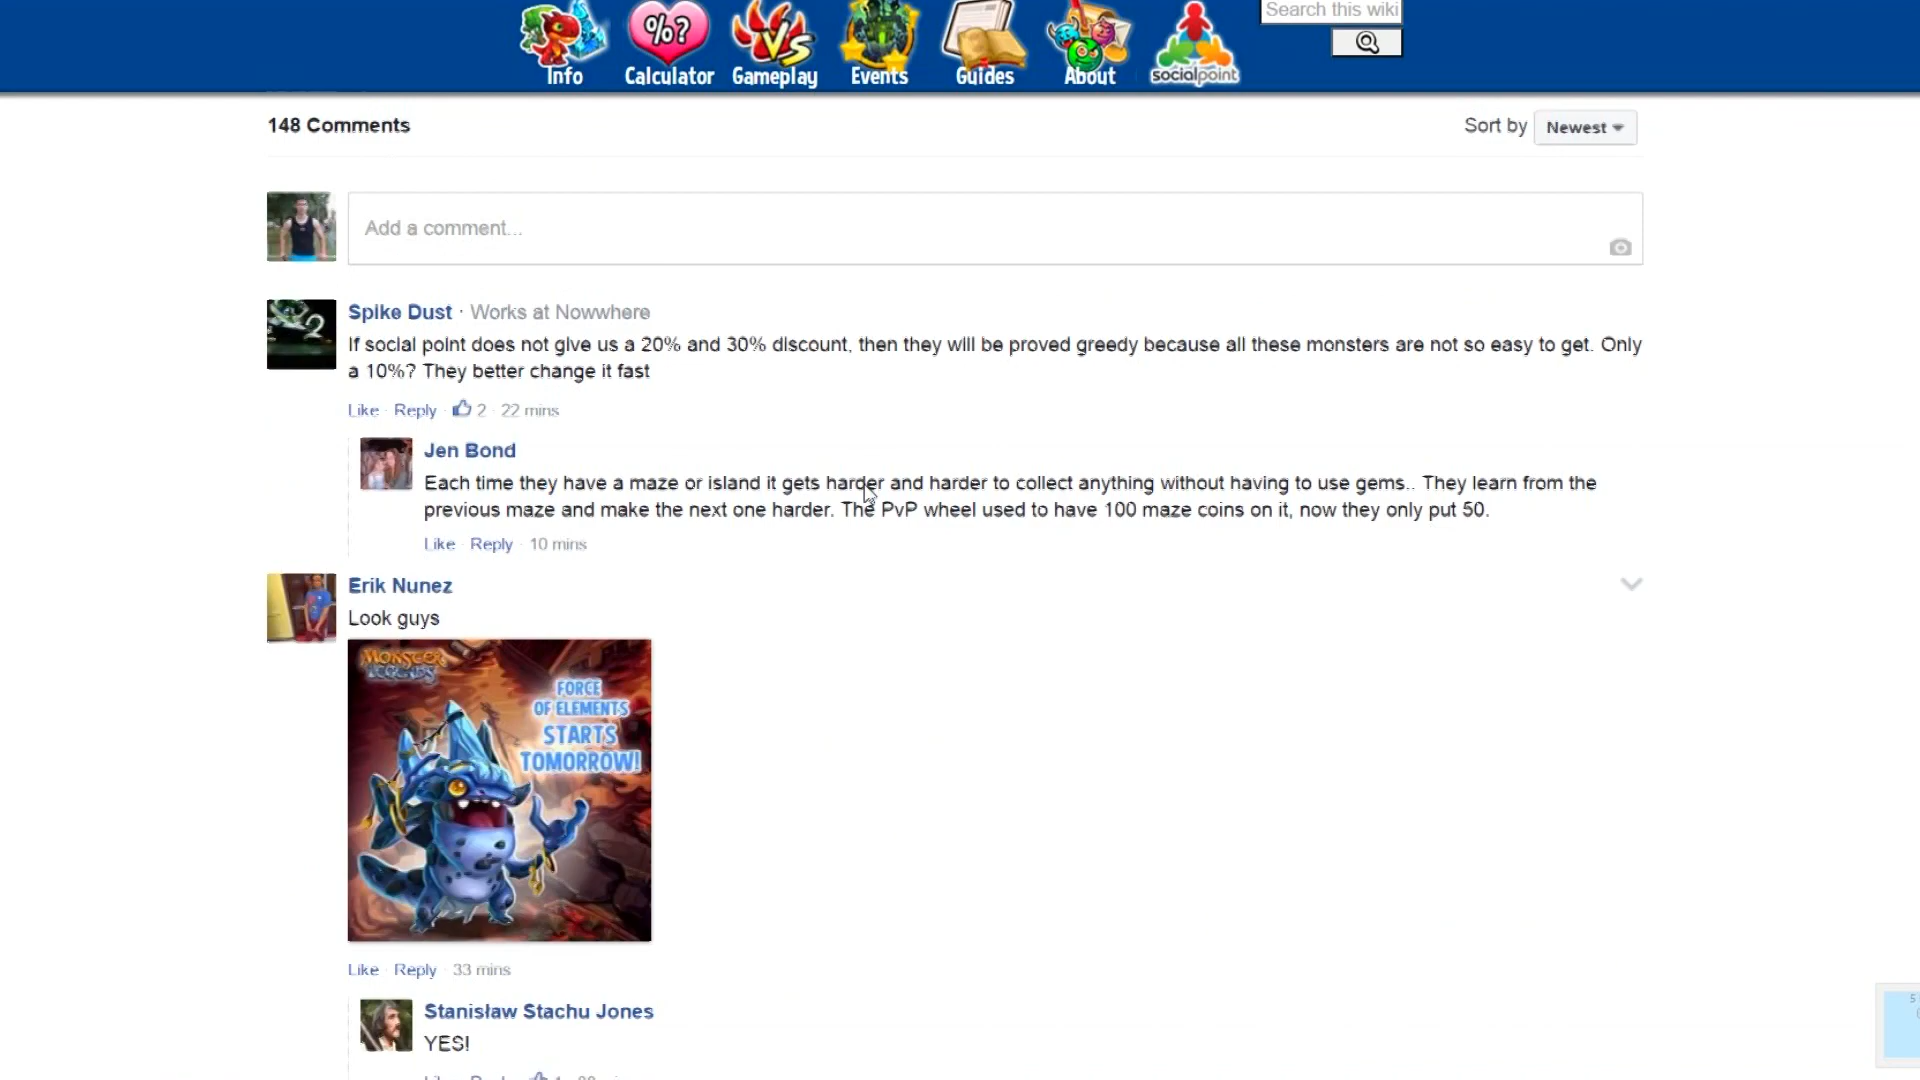 Search this wiki
%?
VS
Info Calculator Gameplay Events Guides About socialpoint
148 Comments
Sort by Newest
Add a comment...
Spike Dust · Works at Nowwhere
If social point does not give us a 20% and 30% discount, then they will be proved greedy because all these monsters are not so easy to get. Only
a 10%? They better change it fast
Like · Reply · 2 · 22 mins
Jen Bond
Each time they have a maze or island it gets harder and harder to collect anything without having to use gems.. They learn from the
previous maze and make the next one harder. The PvP wheel used to have 100 maze coins on it, now they only put 50.
Like · Reply · 10 mins
Erik Nunez
Look guys
MONSTER
LEGENDS
FORCE
OF ELEMENTS
STARTS
TOMORROW!
Like · Reply · 33 mins
Stanisław Stachu Jones
YES!